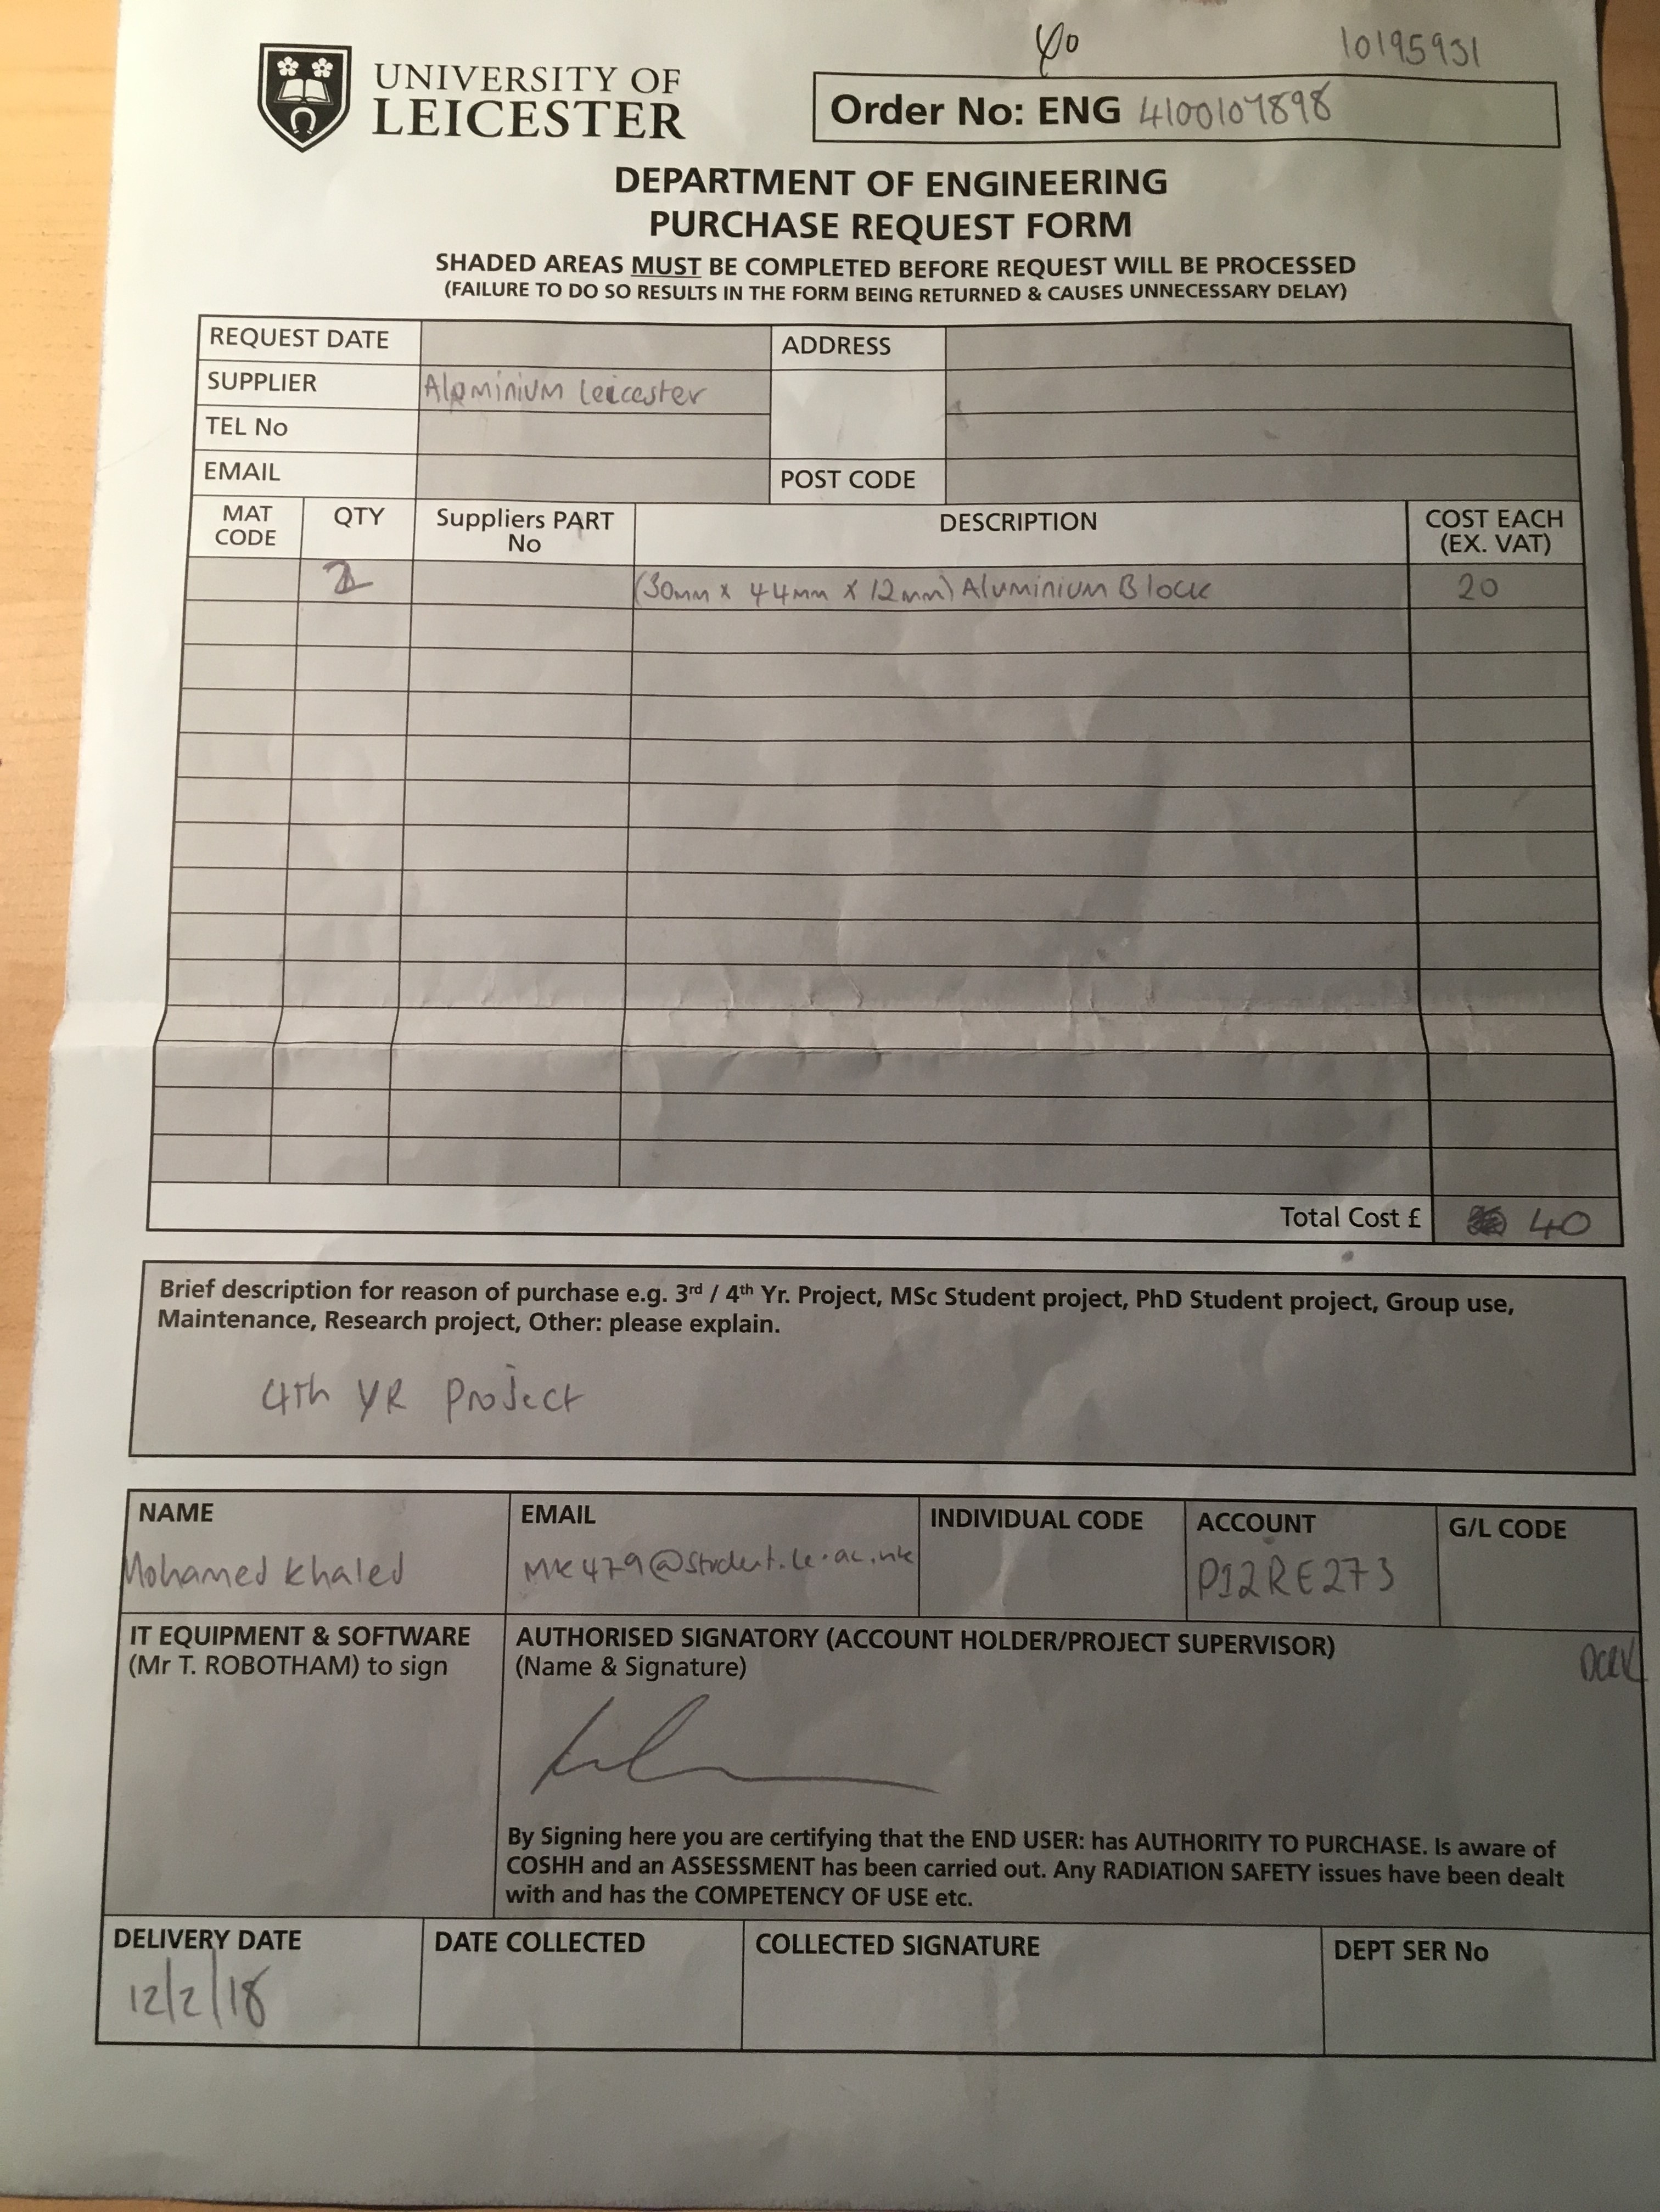 10195931
UNIVERSITY OF
LEICESTER
Order No: ENG 4100107898
DEPARTMENT OF ENGINEERING
PURCHASE REQUEST FORM
SHADED AREAS MUST BE COMPLETED BEFORE REQUEST WILL BE PROCESSED
(FAILURE TO DO SO RESULTS IN THE FORM BEING RETURNED & CAUSES UNNECESSARY DELAY)
REQUEST DATE ADDRESS
SUPPLIER Aluminium Leicester
TEL No
EMAIL POST CODE
MAT CODE QTY Suppliers PART No DESCRIPTION COST EACH (EX. VAT)
2 (30mm x 44mm x 12mm) Aluminium Block 20
Total Cost £ 40
Brief description for reason of purchase e.g. 3rd / 4th Yr. Project, MSc Student project, PhD Student project, Group use,
Maintenance, Research project, Other: please explain.
4th YR Project
NAME EMAIL INDIVIDUAL CODE ACCOUNT G/L CODE
Mohamed Khaled mk479@student.le.ac.uk P12RE273
IT EQUIPMENT & SOFTWARE
(Mr T. ROBOTHAM) to sign
AUTHORISED SIGNATORY (ACCOUNT HOLDER/PROJECT SUPERVISOR)
(Name & Signature)
By Signing here you are certifying that the END USER: has AUTHORITY TO PURCHASE. Is aware of
COSHH and an ASSESSMENT has been carried out. Any RADIATION SAFETY issues have been dealt
with and has the COMPETENCY OF USE etc.
DELIVERY DATE DATE COLLECTED COLLECTED SIGNATURE DEPT SER No
12/2/18